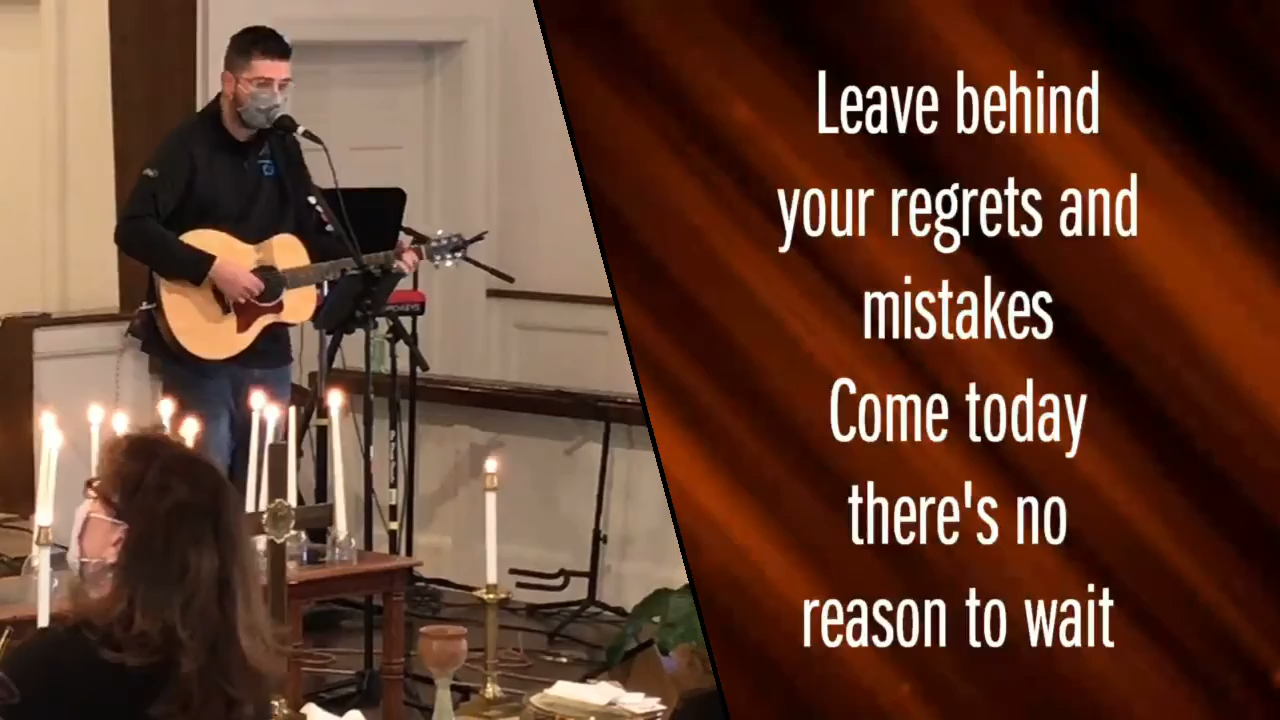 Leave behind
your regrets and
mistakes
Come today
there's no
reason to wait